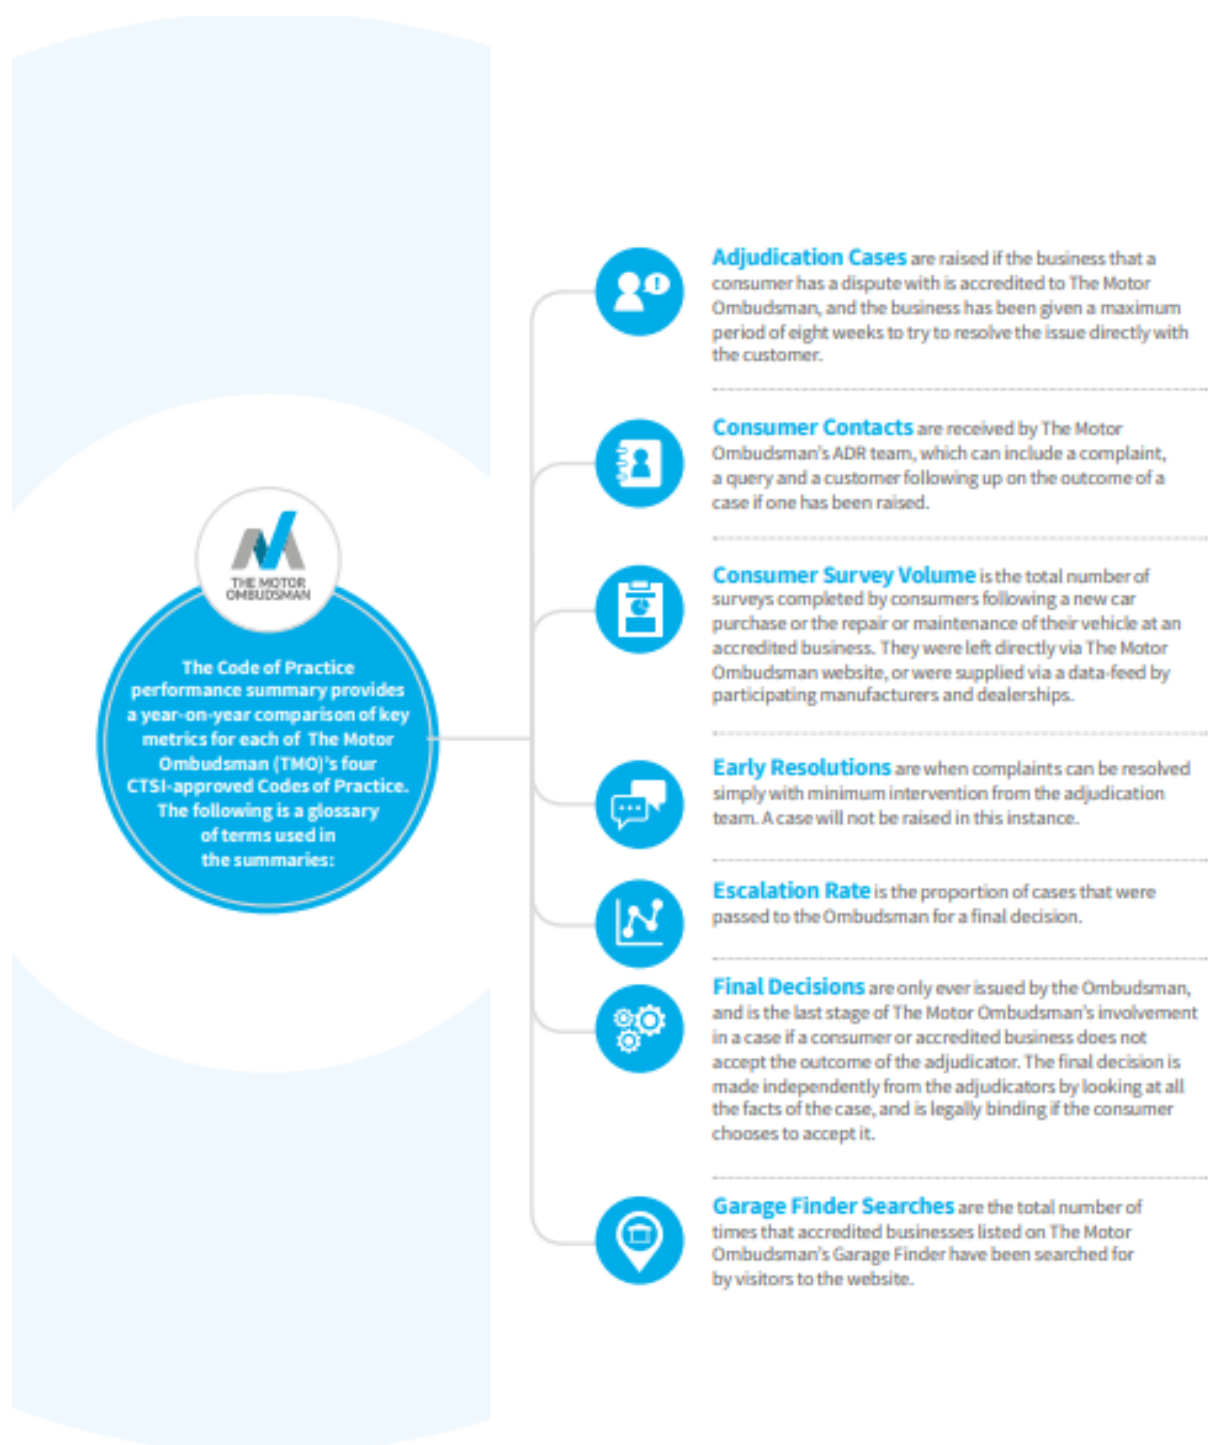 THE MOTOR
OMBUDSMAN
The Code of Practice
performance summary provides
a year-on-year comparison of key
metrics for each of The Motor
Ombudsman (TMO)'s four
CTSI-approved Codes of Practice.
The following is a glossary
of terms used in
the summaries:
Adjudication Cases are raised if the business that a
consumer has a dispute with is accredited to The Motor
Ombudsman, and the business has been given a maximum
period of eight weeks to try to resolve the issue directly with
the customer.
Consumer Contacts are received by The Motor
Ombudsman's ADR team, which can include a complaint,
a query and a customer following up on the outcome of a
case if one has been raised.
Consumer Survey Volume is the total number of
surveys completed by consumers following a new car
purchase or the repair or maintenance of their vehicle at an
accredited business. They were left directly via The Motor
Ombudsman website, or were supplied via a data-feed by
participating manufacturers and dealerships.
Early Resolutions are when complaints can be resolved
simply with minimum intervention from the adjudication
team. A case will not be raised in this instance.
Escalation Rate is the proportion of cases that were
passed to the Ombudsman for a final decision.
Final Decisions are only ever issued by the Ombudsman,
and is the last stage of The Motor Ombudsman's involvement
in a case if a consumer or accredited business does not
accept the outcome of the adjudicator. The final decision is
made independently from the adjudicators by looking at all
the facts of the case, and is legally binding if the consumer
chooses to accept it.
Garage Finder Searches are the total number of
times that accredited businesses listed on The Motor
Ombudsman's Garage Finder have been searched for
by visitors to the website.